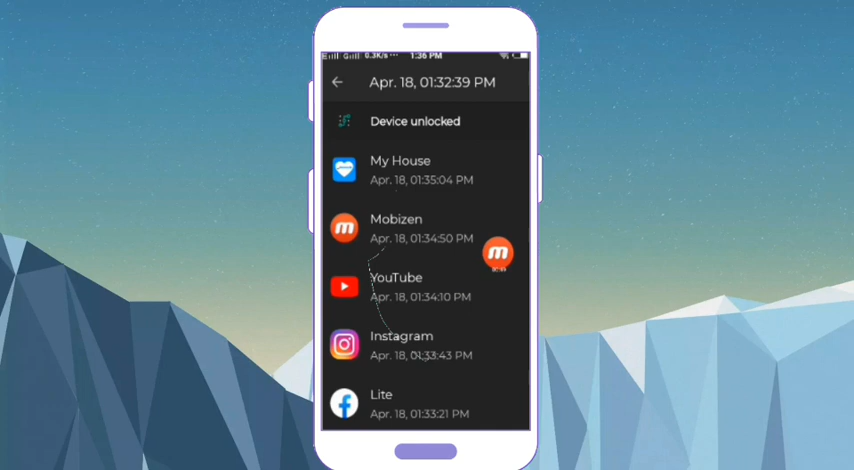 0.3K/s ... 1:36 PM
Apr. 18, 01:32:39 PM
Device unlocked
My House
Apr. 18, 01:35:04 PM
Mobizen
Apr. 18, 01:34:50 PM
YouTube
Apr. 18, 01:34:10 PM
Instagram
Apr. 18, 01:33:43 PM
Lite
Apr. 18, 01:33:21 PM